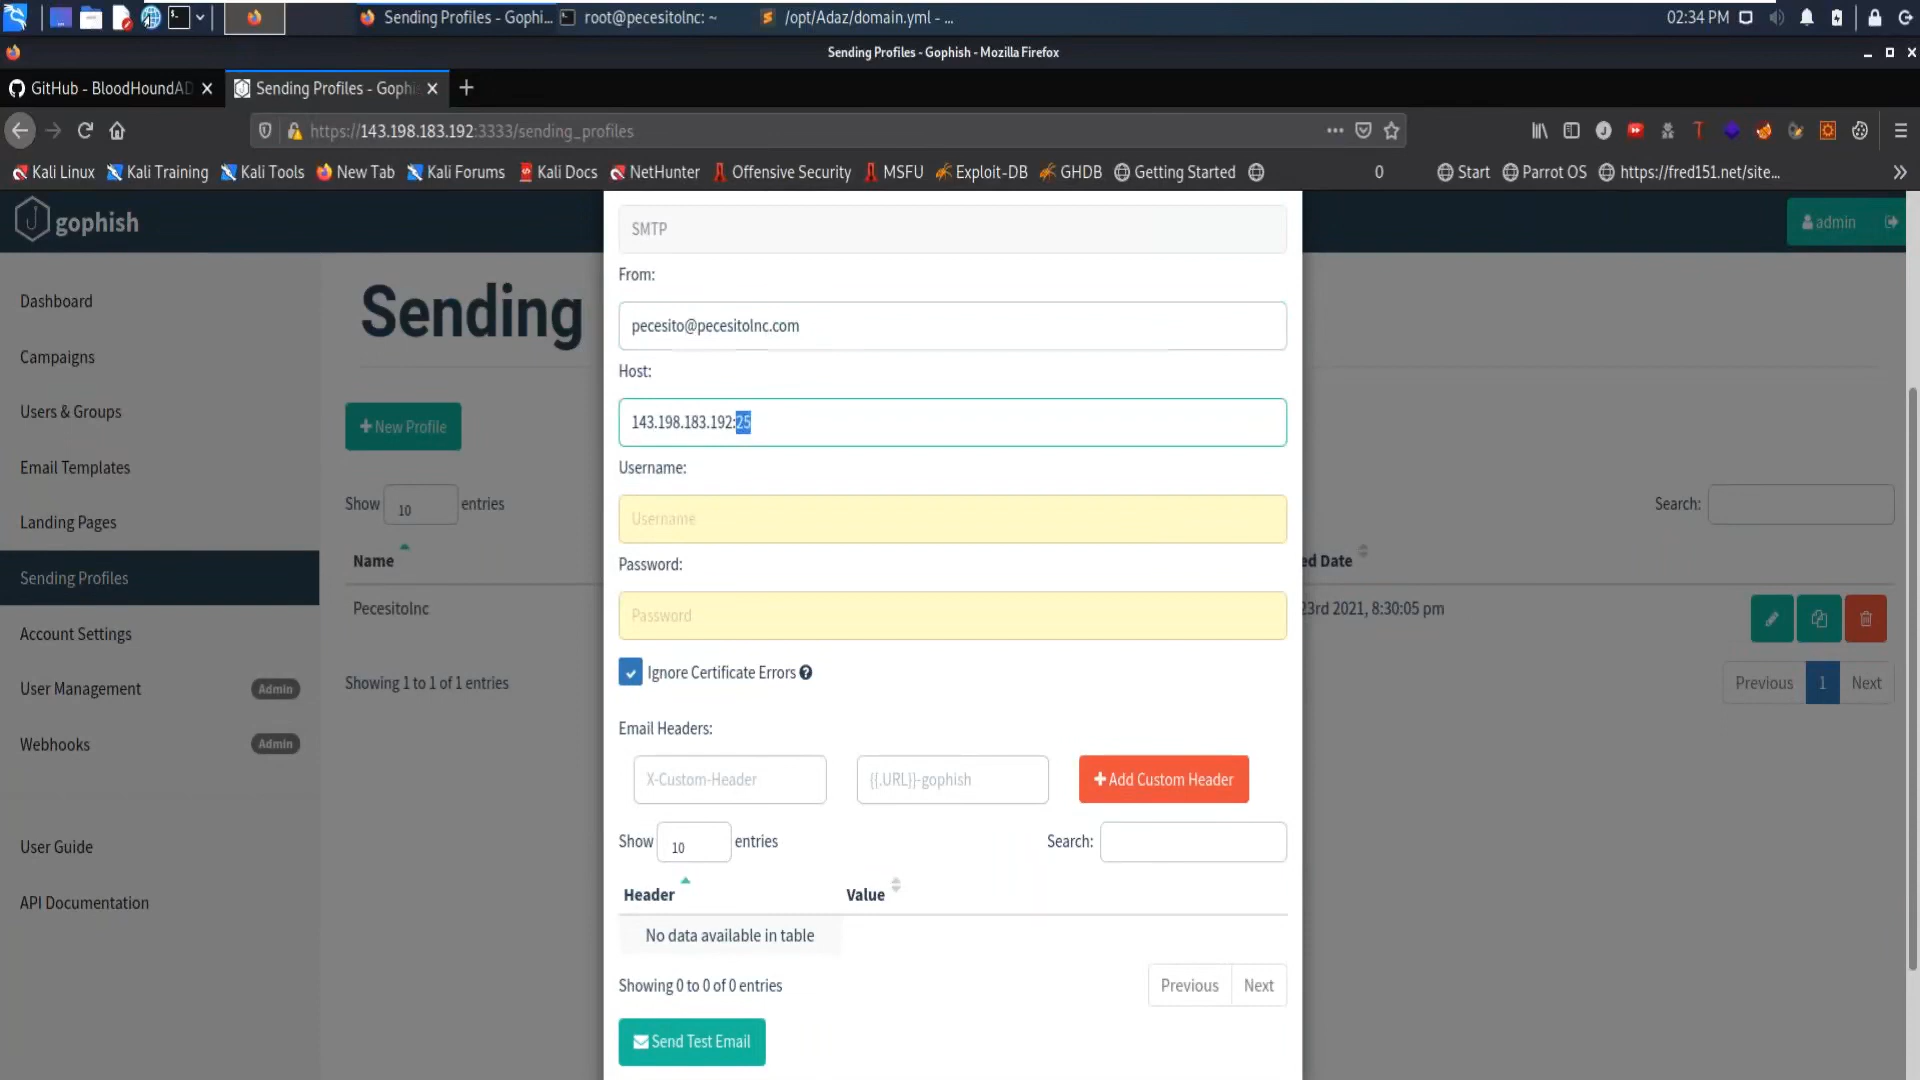 Sending Profiles - Gophi... root@pecesitolnc: ~ /opt/Adaz/domain.yml - ... 02:34 PM
Sending Profiles - Gophish - Mozilla Firefox
GitHub - BloodHoundAD Sending Profiles - Gophis
https://143.198.183.192:3333/sending_profiles
Kali Linux Kali Training Kali Tools New Tab Kali Forums Kali Docs NetHunter Offensive Security MSFU Exploit-DB GHDB Getting Started 0 Start Parrot OS https://fred151.net/site...
gophish admin
SMTP
From:
pecesito@pecesitolnc.com
Host:
143.198.183.192:25
Username:
Username
Password:
Password
Ignore Certificate Errors
Email Headers:
X-Custom-Header {{.URL}}-gophish Add Custom Header
Show 10 entries Search:
Header Value
No data available in table
Showing 0 to 0 of 0 entries Previous Next
Send Test Email
Dashboard
Campaigns
Users & Groups
Email Templates
Landing Pages
Sending Profiles
Account Settings
User Management Admin
Webhooks Admin
User Guide
API Documentation
Sending
New Profile
Show 10 entries Search:
Name ed Date
Pecesitolnc 23rd 2021, 8:30:05 pm
Showing 1 to 1 of 1 entries Previous 1 Next